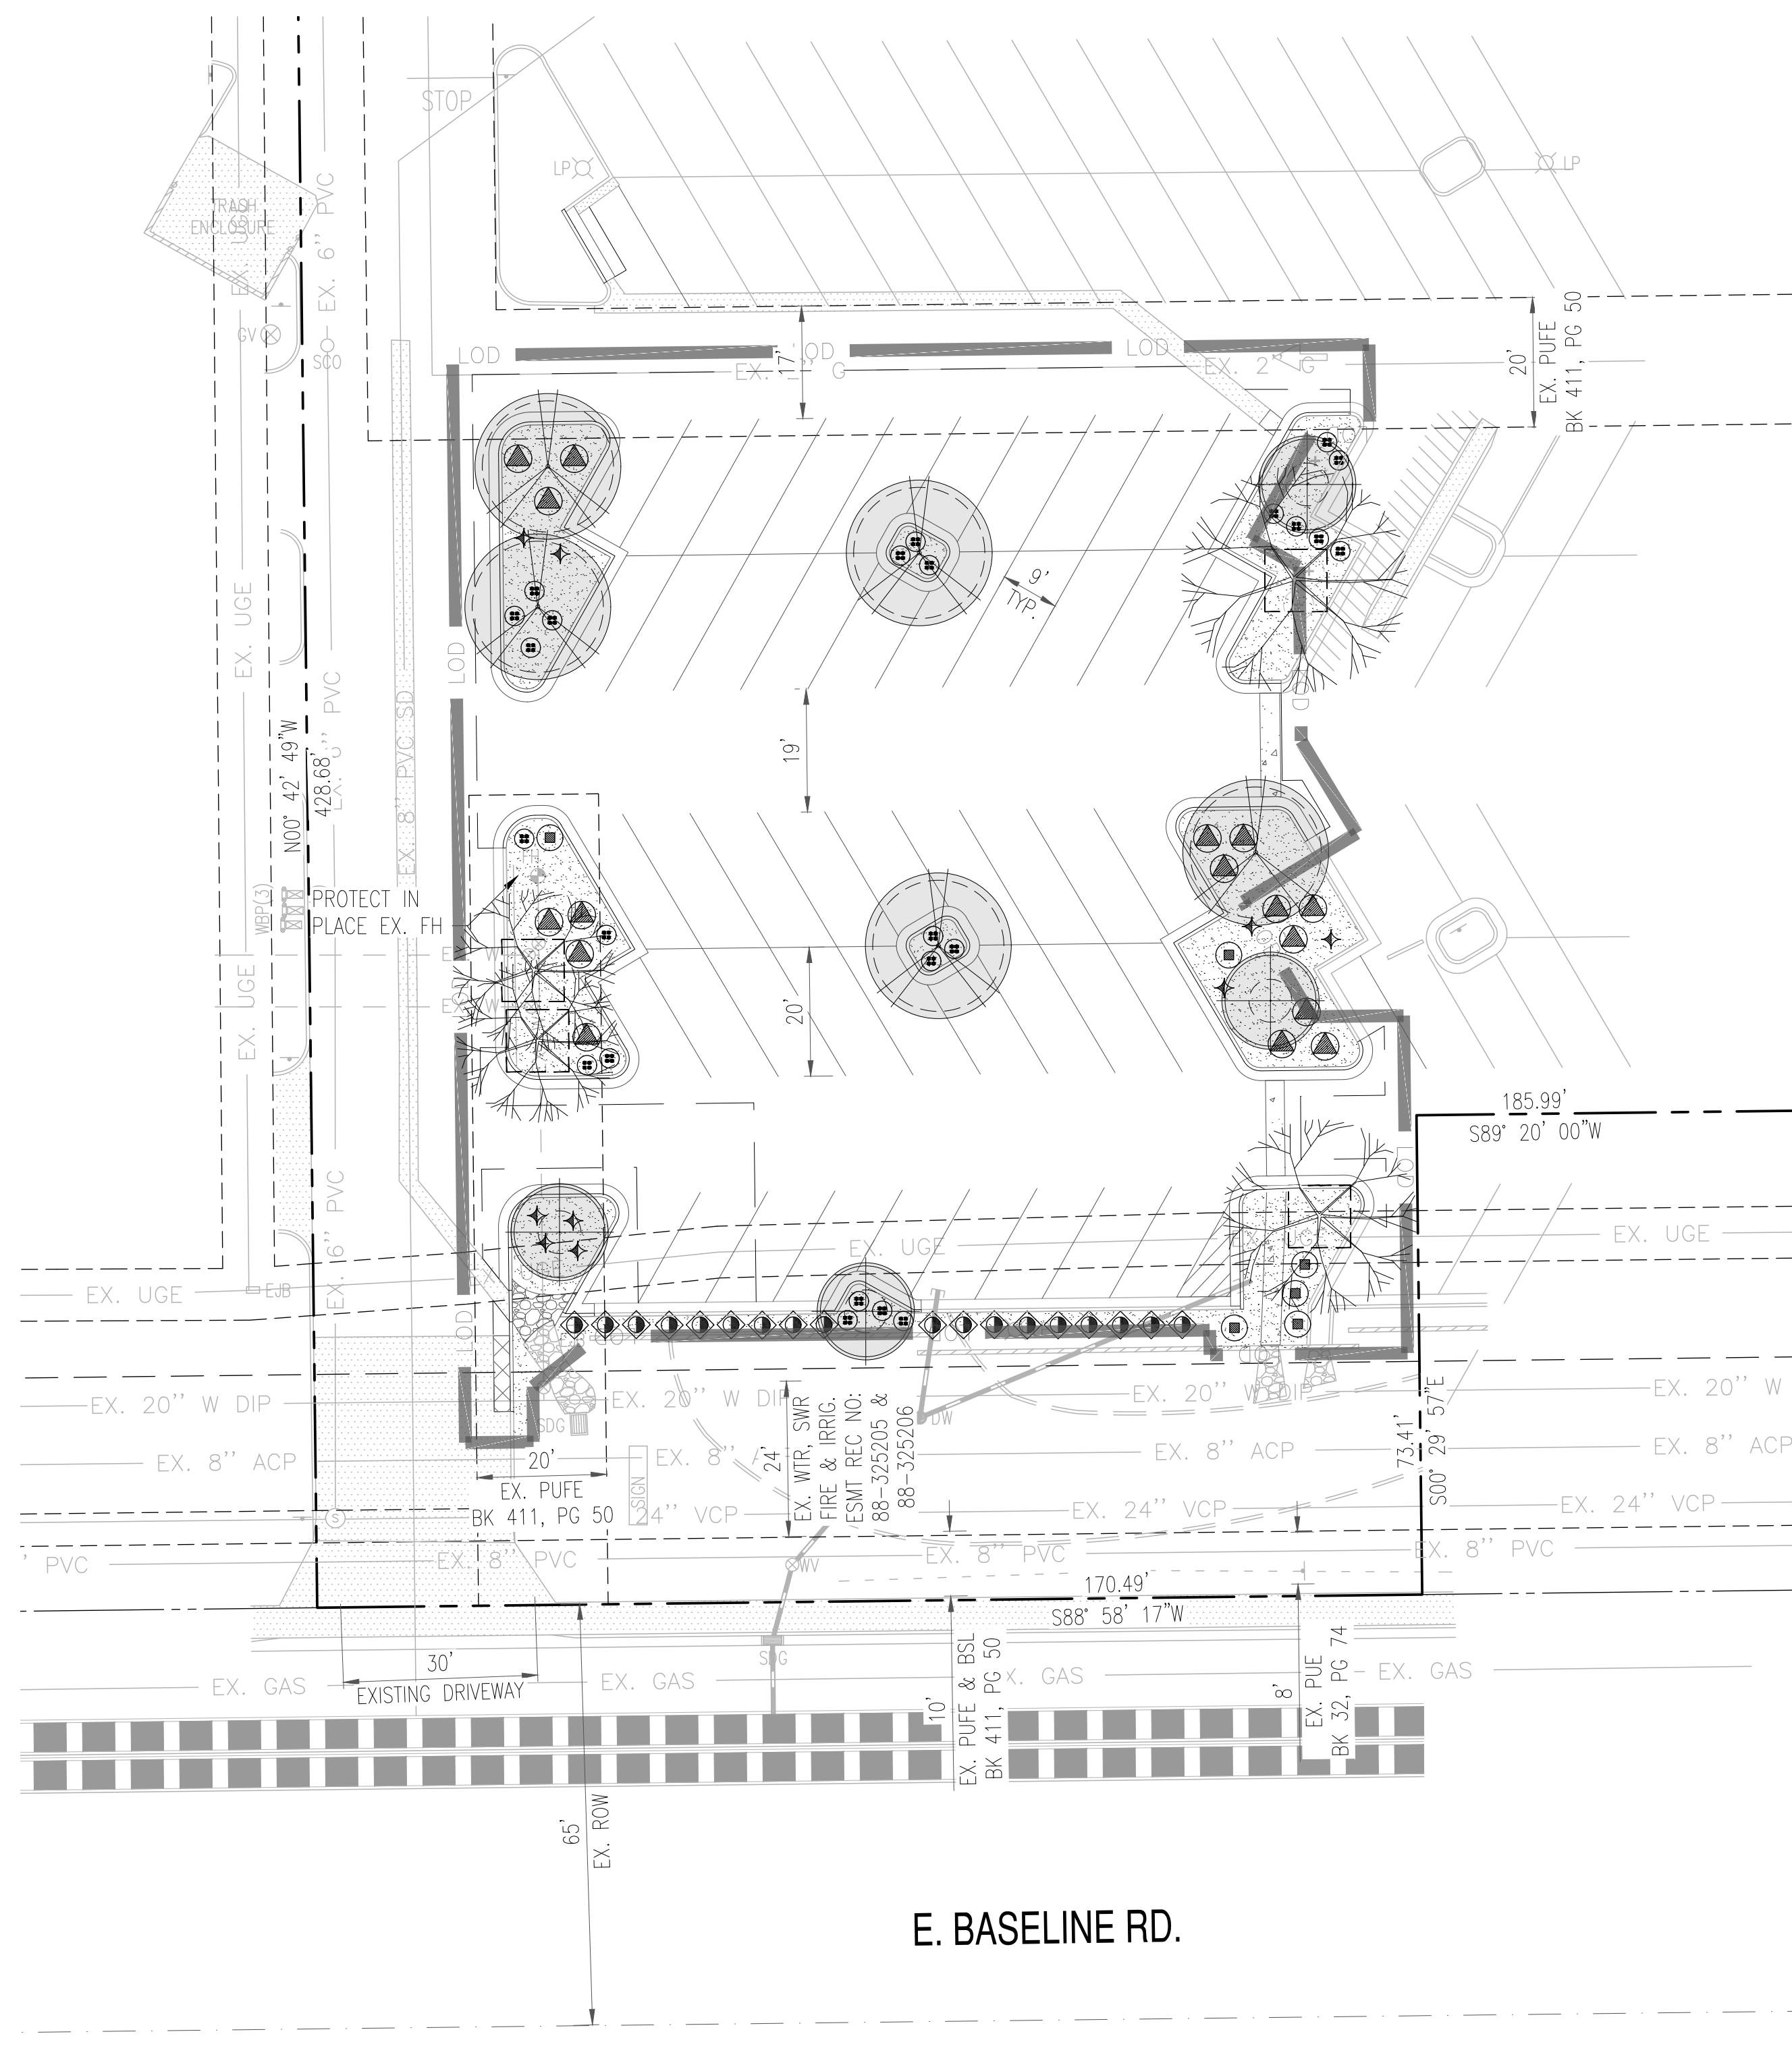 STOP
LP
LP
TRASH
ENCLOSURE
EX. 6'' PVC
GV
SCO
LOD
LOD
LOD
17'
EX. 2'' G
20'
EX. PUFE
BK 411, PG 50
EX. UGE
9'
TYP.
LOD
EX. 8'' PVC SD
N00° 42' 49"W
428.68'
19'
WBP(3)
PROTECT IN
PLACE EX. FH
EX. UGE
20'
185.99'
S89° 20' 00"W
LOD
EX. 6'' PVC
EX. UGE
EX. UGE
EX. UGE
EJB
LOD
EX. 20'' W DIP
EX. 20'' W DIP
EX. 20'' W DIP
EX. 20'' W
SDG
DW
24'
EX. WTR, SWR
FIRE & IRRIG.
ESMT REC NO:
88-325205 &
88-325206
73.41'
S00° 29' 57"E
EX. 8'' ACP
EX. 8'' ACP
EX. 8'' ACP
20'
EX. PUFE
BK 411, PG 50
SIGN
24'' VCP
EX. 24'' VCP
EX. 24'' VCP
S
' PVC
EX. 8'' PVC
EX. 8'' PVC
EX. 8'' PVC
WV
170.49'
S88° 58' 17"W
30'
EXISTING DRIVEWAY
SDG
EX. GAS
EX. GAS
EX. GAS
EX. GAS
10'
EX. PUFE & BSL
BK 411, PG 50
8'
EX. PUE
BK 32, PG 74
65'
EX. ROW
E. BASELINE RD.